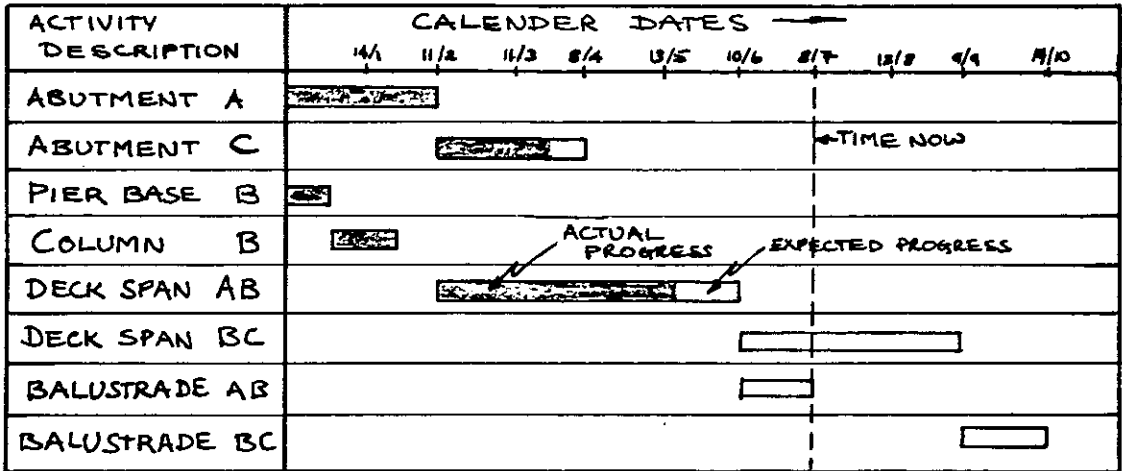 ACTIVITY
DESCRIPTION
CALENDER DATES
14/1 11/2 11/3 8/4 13/5 10/6 8/7 12/8 9/9 14/10
ABUTMENT A
ABUTMENT C
TIME NOW
PIER BASE B
COLUMN B
ACTUAL
PROGRESS
EXPECTED PROGRESS
DECK SPAN AB
DECK SPAN BC
BALUSTRADE AB
BALUSTRADE BC